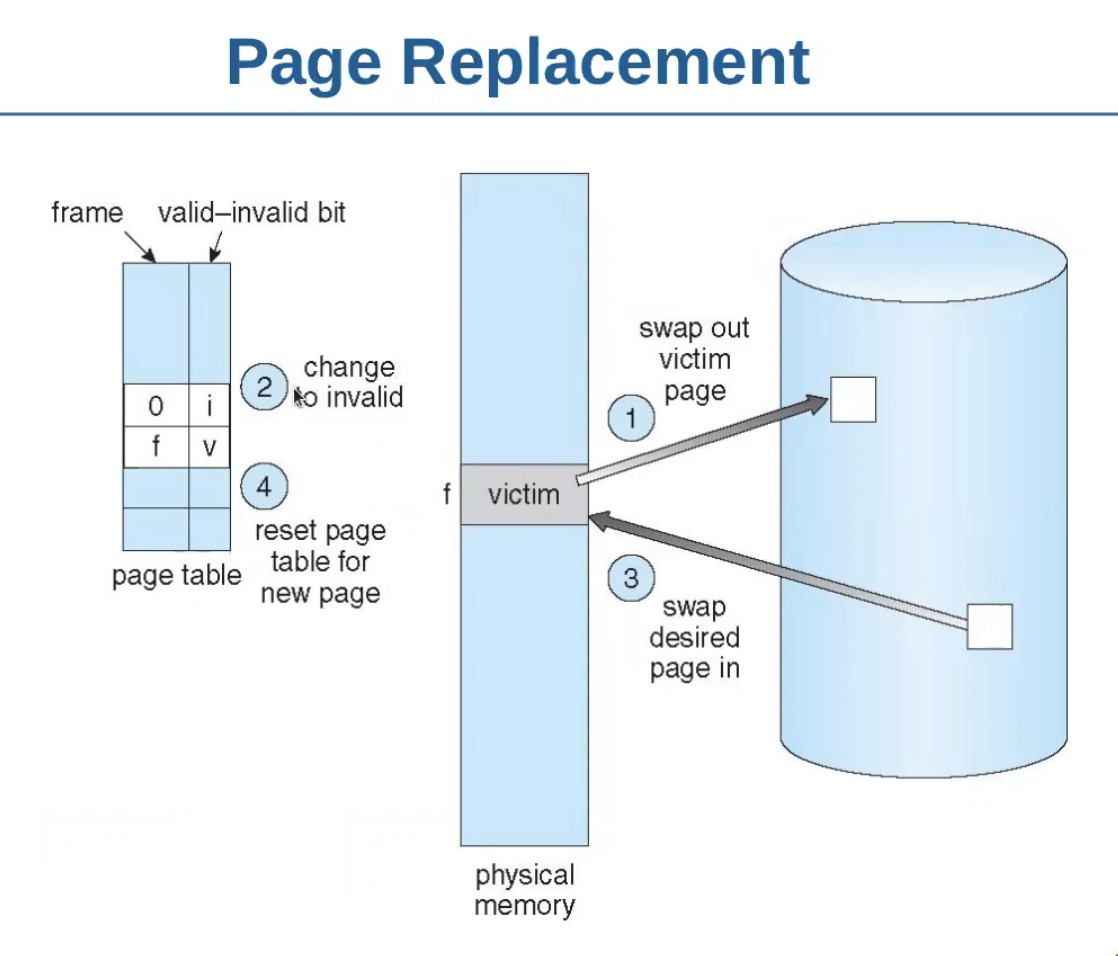 Page Replacement
frame
valid–invalid bit
0 i
f v
2
change
to invalid
4
reset page
table for
new page
page table
f
victim
physical
memory
swap out
victim
page
1
3
swap
desired
page in